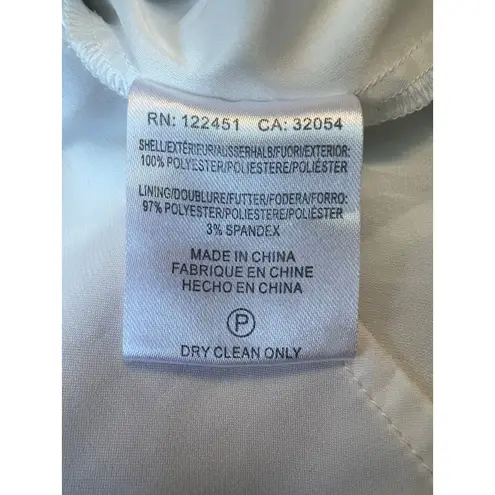 RN: 122451 CA: 32054
SHELL/EXTÉRIEUR/AUSSERHALB/FUORI/EXTERIOR:
100% POLYESTER/POLIESTERE/POLIÉSTER
LINING/DOUBLURE/FUTTER/FODERA/FORRO:
97% POLYESTER/POLIESTERE/POLIÉSTER
3% SPANDEX
MADE IN CHINA
FABRIQUE EN CHINE
HECHO EN CHINA
P
DRY CLEAN ONLY